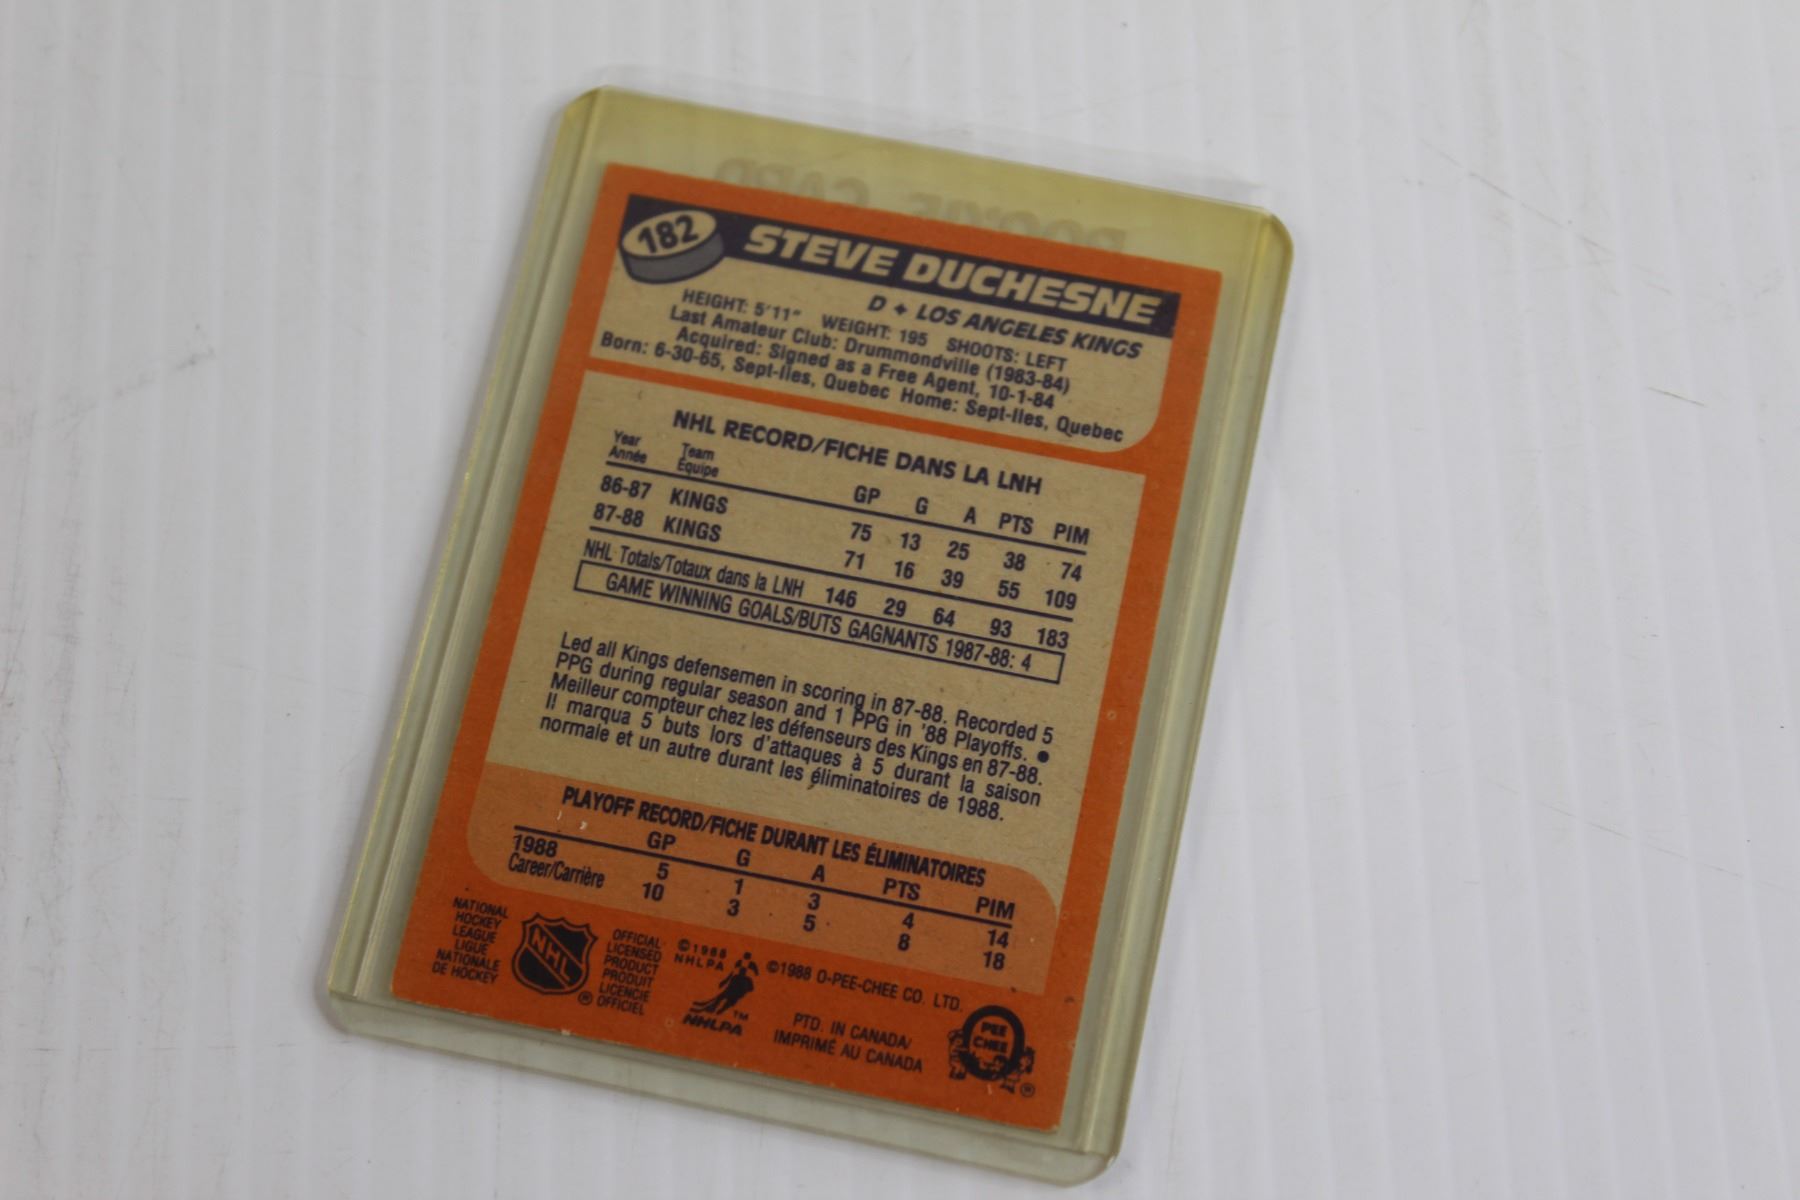 ROOKIE CARD
182 STEVE DUCHESNE
D ✦ LOS ANGELES KINGS
HEIGHT: 5'11" WEIGHT: 195 SHOOTS: LEFT
Last Amateur Club: Drummondville (1983-84)
Acquired: Signed as a Free Agent, 10-1-84
Born: 6-30-65, Sept-Iles, Quebec Home: Sept-Iles, Quebec
NHL RECORD/FICHE DANS LA LNH
Year Team
Année Équipe GP G A PTS PIM
86-87 KINGS 75 13 25 38 74
87-88 KINGS 71 16 39 55 109
NHL Totals/Totaux dans la LNH 146 29 64 93 183
GAME WINNING GOALS/BUTS GAGNANTS 1987-88: 4
Led all Kings defensemen in scoring in 87-88. Recorded 5
PPG during regular season and 1 PPG in '88 Playoffs. ●
Meilleur compteur chez les défenseurs des Kings en 87-88.
Il marqua 5 buts lors d'attaques à 5 durant la saison
normale et un autre durant les éliminatoires de 1988.
PLAYOFF RECORD/FICHE DURANT LES ÉLIMINATOIRES
GP G A PTS PIM
1988 5 1 3 4 14
Career/Carrière 10 3 5 8 18
NATIONAL
HOCKEY
LEAGUE
LIGUE
NATIONALE
DE HOCKEY
NHL
®
OFFICIAL
LICENSED
PRODUCT
PRODUIT
LICENCIE
OFFICIEL
©1988
NHLPA
™
NHLPA
©1988 O-PEE-CHEE CO. LTD.
PTD. IN CANADA/
IMPRIMÉ AU CANADA
O
PEE
CHEE
®